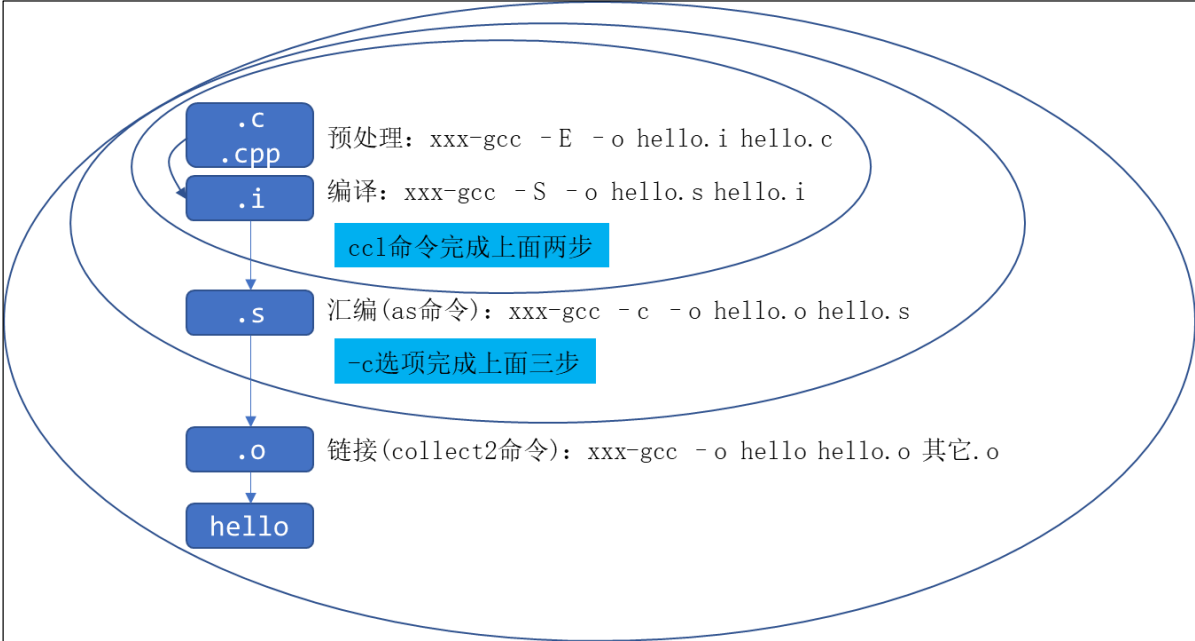 .c
.cpp
预处理：xxx-gcc –E –o hello.i hello.c
.i
编译：xxx-gcc –S –o hello.s hello.i
ccl命令完成上面两步
.s
汇编(as命令)：xxx-gcc –c –o hello.o hello.s
-c选项完成上面三步
.o
链接(collect2命令)：xxx-gcc –o hello hello.o 其它.o
hello